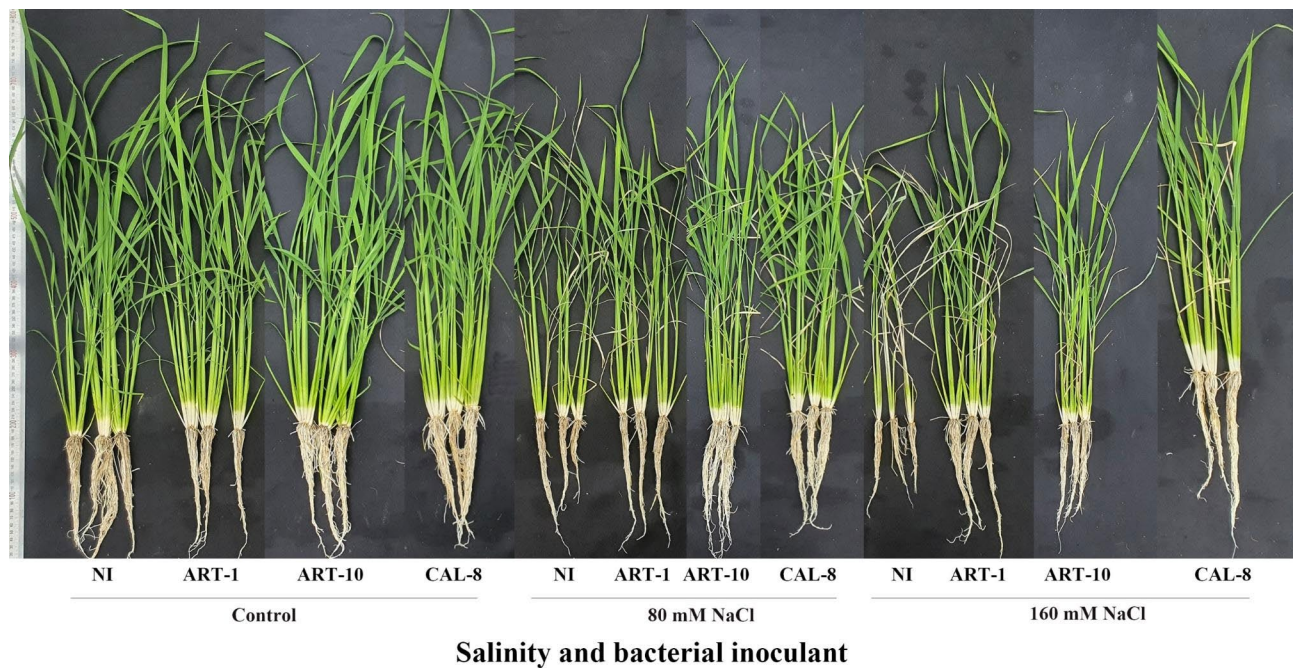 NI ART-1 ART-10 CAL-8 NI ART-1 ART-10 CAL-8 NI ART-1 ART-10 CAL-8
Control 80 mM NaCl 160 mM NaCl
Salinity and bacterial inoculant